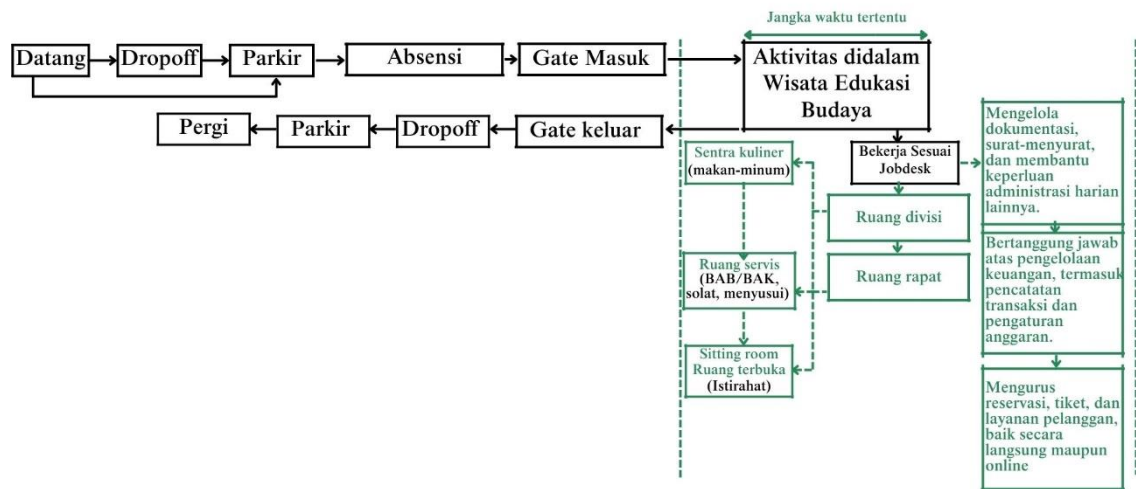 Jangka waktu tertentu
Datang
Dropoff
Parkir
Absensi
Gate Masuk
Aktivitas didalam
Wisata Edukasi
Budaya
Pergi
Parkir
Dropoff
Gate keluar
Sentra kuliner
(makan-minum)
Bekerja Sesuai
Jobdesk
Mengelola
dokumentasi,
surat-menyurat,
dan membantu
keperluan
administrasi harian
lainnya.
Ruang divisi
Ruang servis
(BAB/BAK,
solat, menyusui)
Ruang rapat
Bertanggung jawab
atas pengelolaan
keuangan, termasuk
pencatatan
transaksi dan
pengaturan
anggaran.
Sitting room
Ruang terbuka
(Istirahat)
Mengurus
reservasi, tiket, dan
layanan pelanggan,
baik secara
langsung maupun
online